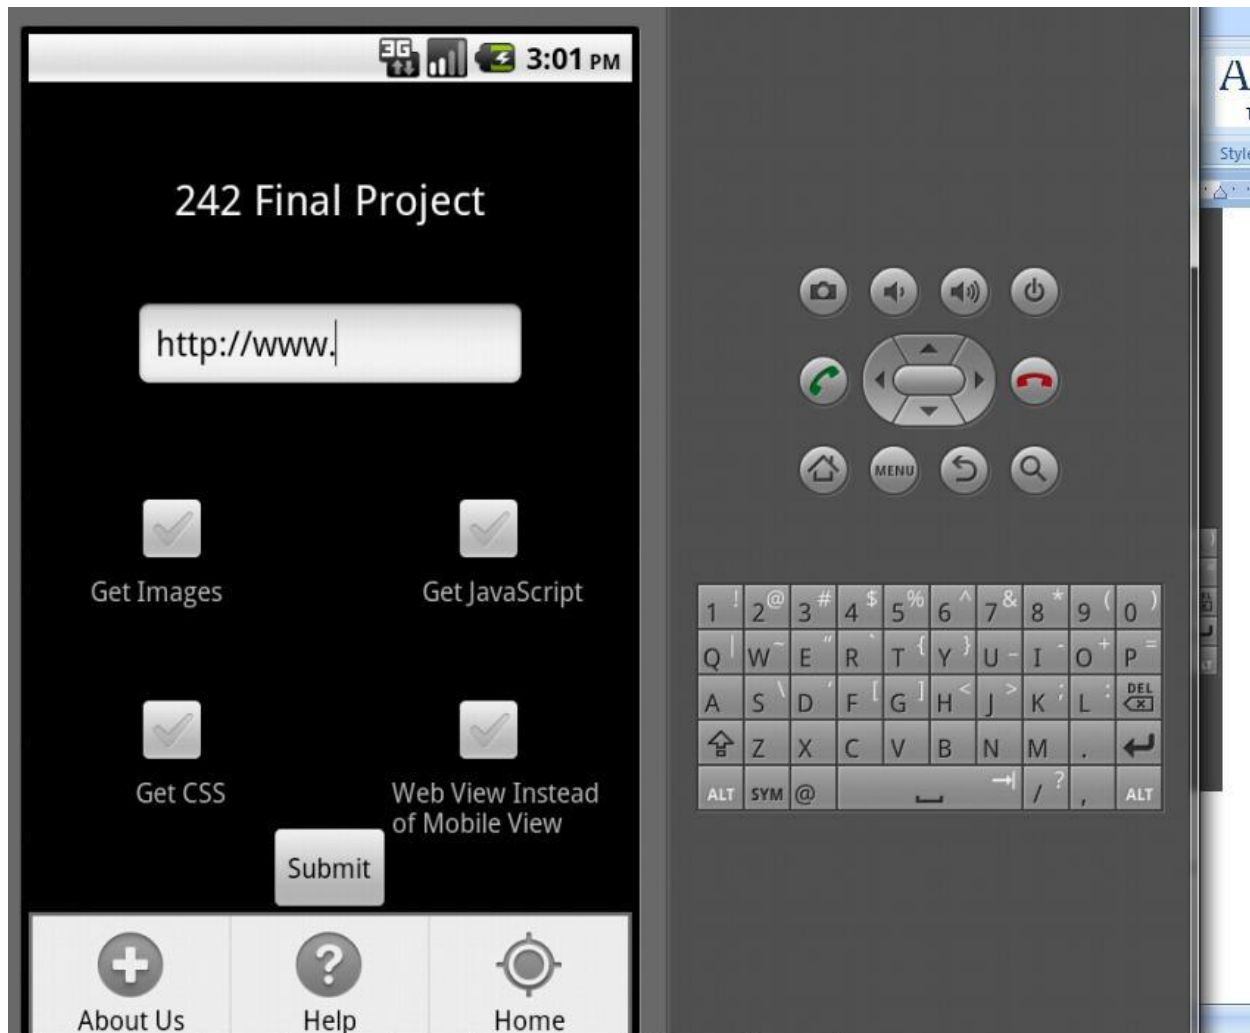 3G 3:01 PM
242 Final Project
http://www.
Get Images
Get JavaScript
Get CSS
Web View Instead
of Mobile View
Submit
About Us
Help
Home
MENU
1 ! 2 @ 3 # 4 $ 5 % 6 ^ 7 & 8 * 9 ( 0 )
Q | W ~ E " R ` T { Y } U _ I - O + P =
A S \ D ' F [ G ] H < J > K ; L : DEL
Z X C V B N M .
ALT SYM @ / ? , ALT
A
Style